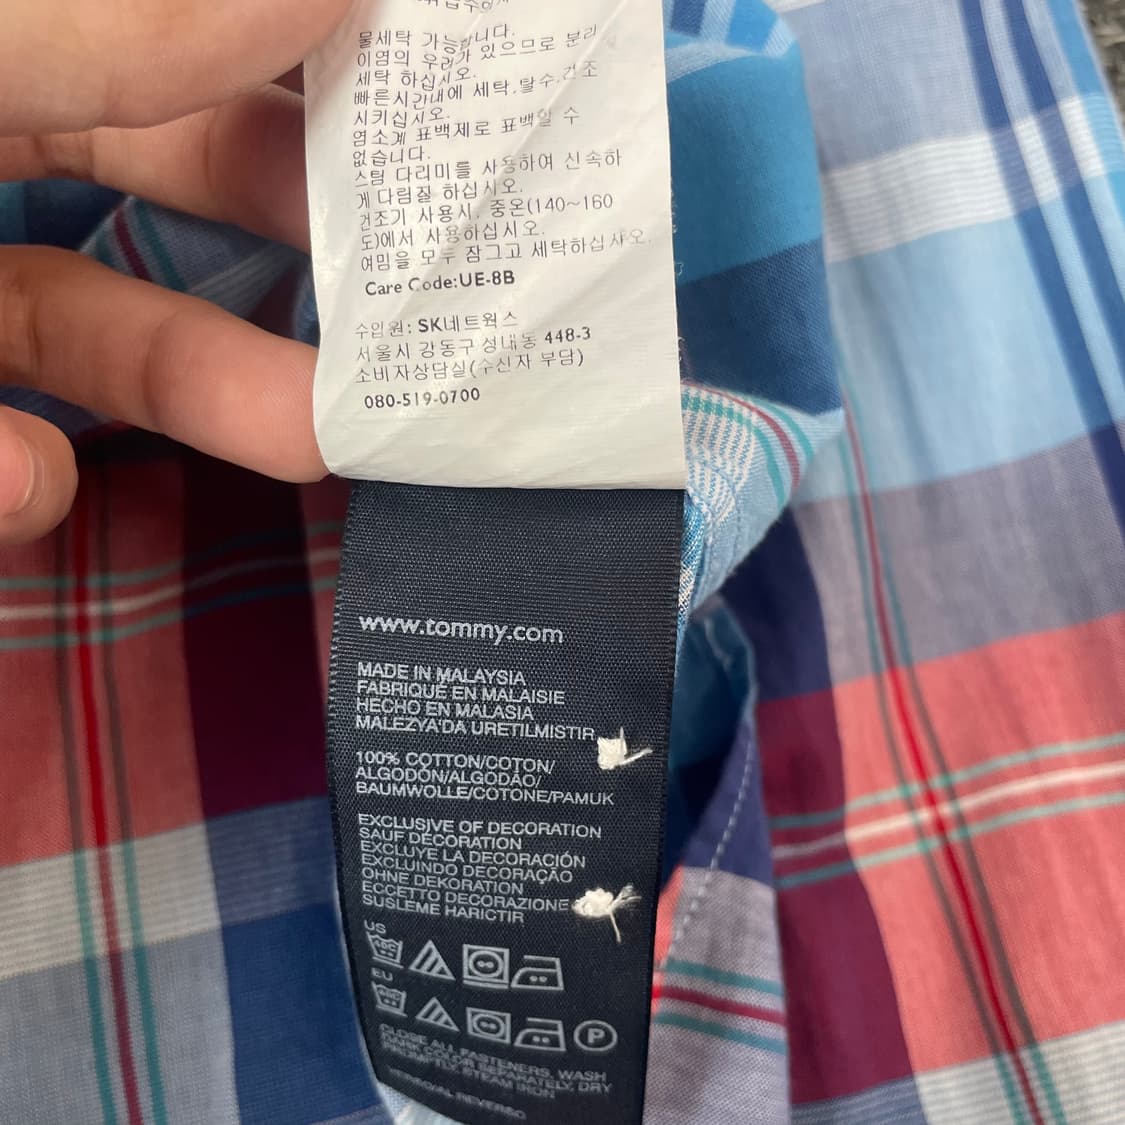 물세탁 가능합니다.
이염의 우려가 있으므로 분리
세탁 하십시오.
빠른시간내에 세탁,탈수,건조
시키십시오.
염소계 표백제로 표백할 수
없습니다.
스팀 다리미를 사용하여 신속하
게 다림질 하십시오.
건조기 사용시, 중온(140~160
도)에서 사용하십시오.
여밈을 모두 잠그고 세탁하십시오.
Care Code:UE-8B
수입원: SK네트웍스
서울시 강동구 성내동 448-3
소비자상담실(수신자 부담)
080-519-0700
www.tommy.com
MADE IN MALAYSIA
FABRIQUÉ EN MALAISIE
HECHO EN MALASIA
MALEZYA'DA URETILMISTIR
100% COTTON/COTON/
ALGODÓN/ALGODÃO/
BAUMWOLLE/COTONE/PAMUK
EXCLUSIVE OF DECORATION
SAUF DÉCORATION
EXCLUYE LA DECORACIÓN
EXCLUINDO DECORAÇÃO
OHNE DEKORATION
ECCETTO DECORAZIONE
SUSLEME HARICTIR
US
EU
P
CLOSE ALL FASTENERS, WASH
DARK COLOR SEPARATELY, DRY
PROMPTLY, STEAM IRON
REVERSO